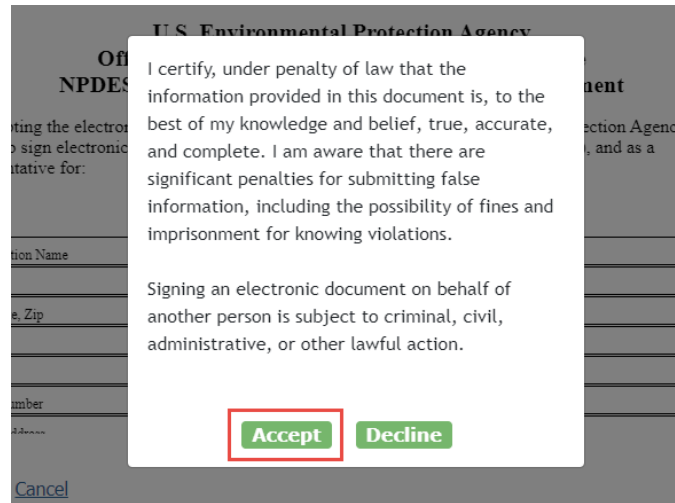 U.S. Environmental Protection Agency
Off
NPDES
I certify, under penalty of law that the
information provided in this document is, to the
best of my knowledge and belief, true, accurate,
and complete. I am aware that there are
significant penalties for submitting false
information, including the possibility of fines and
imprisonment for knowing violations.
Signing an electronic document on behalf of
another person is subject to criminal, civil,
administrative, or other lawful action.
Accept Decline
ment
pting the electron
ection Agenc
o sign electronic
, and as a
ntative for:
tion Name
e, Zip
umber
Cancel